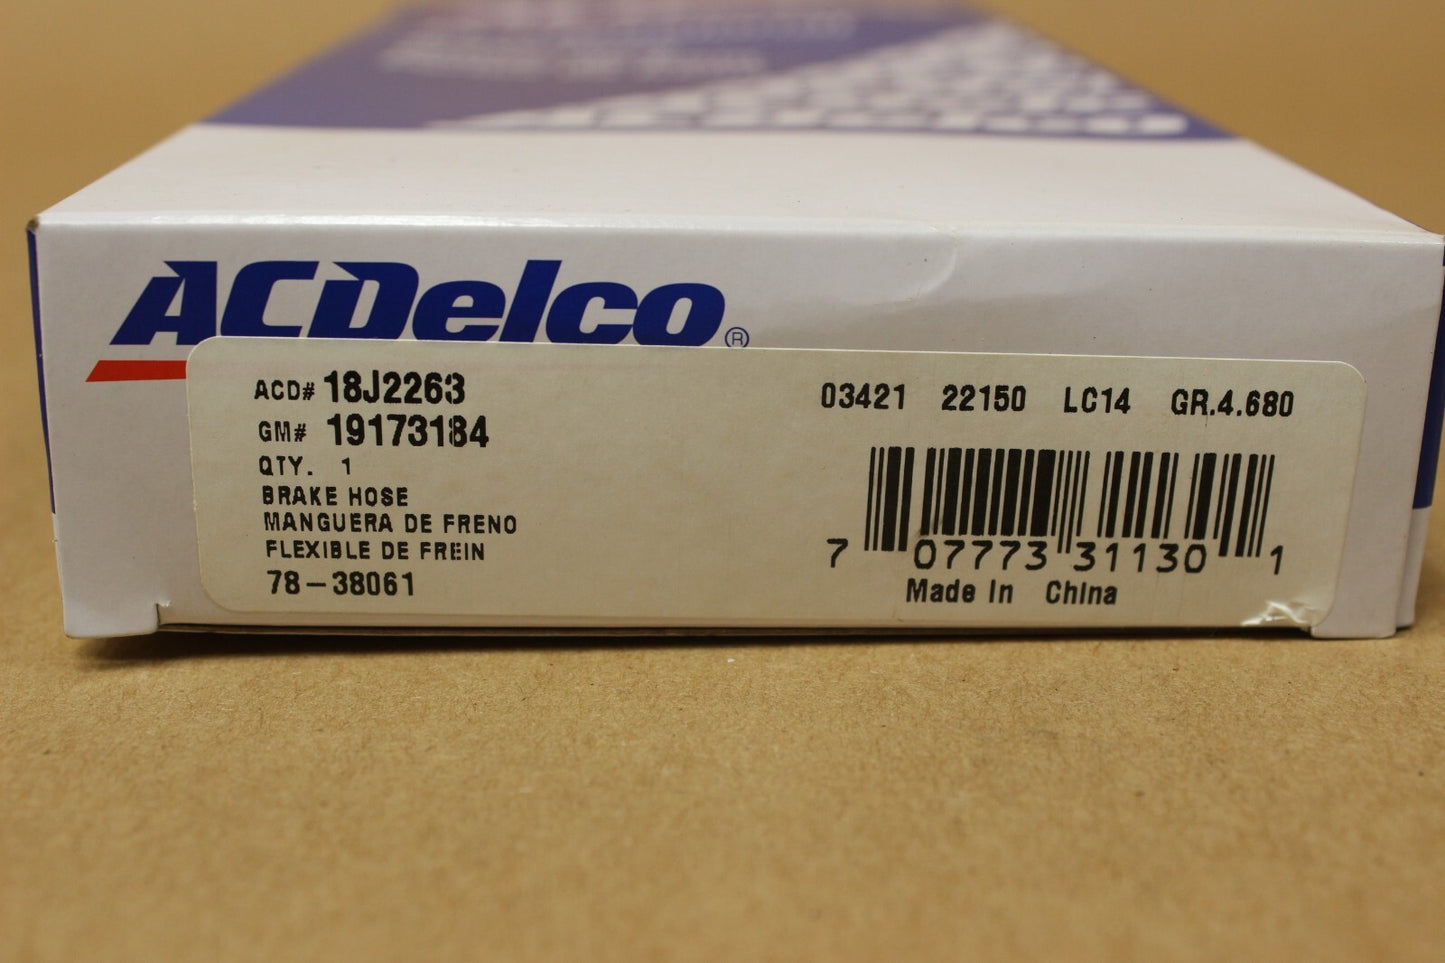 ACDelco
ACDelco®
ACD# 18J2263
GM# 19173184
QTY. 1
BRAKE HOSE
MANGUERA DE FRENO
FLEXIBLE DE FREIN
78-38061
03421 22150 LC14 GR.4.680
7 07773 31130 1
Made In China